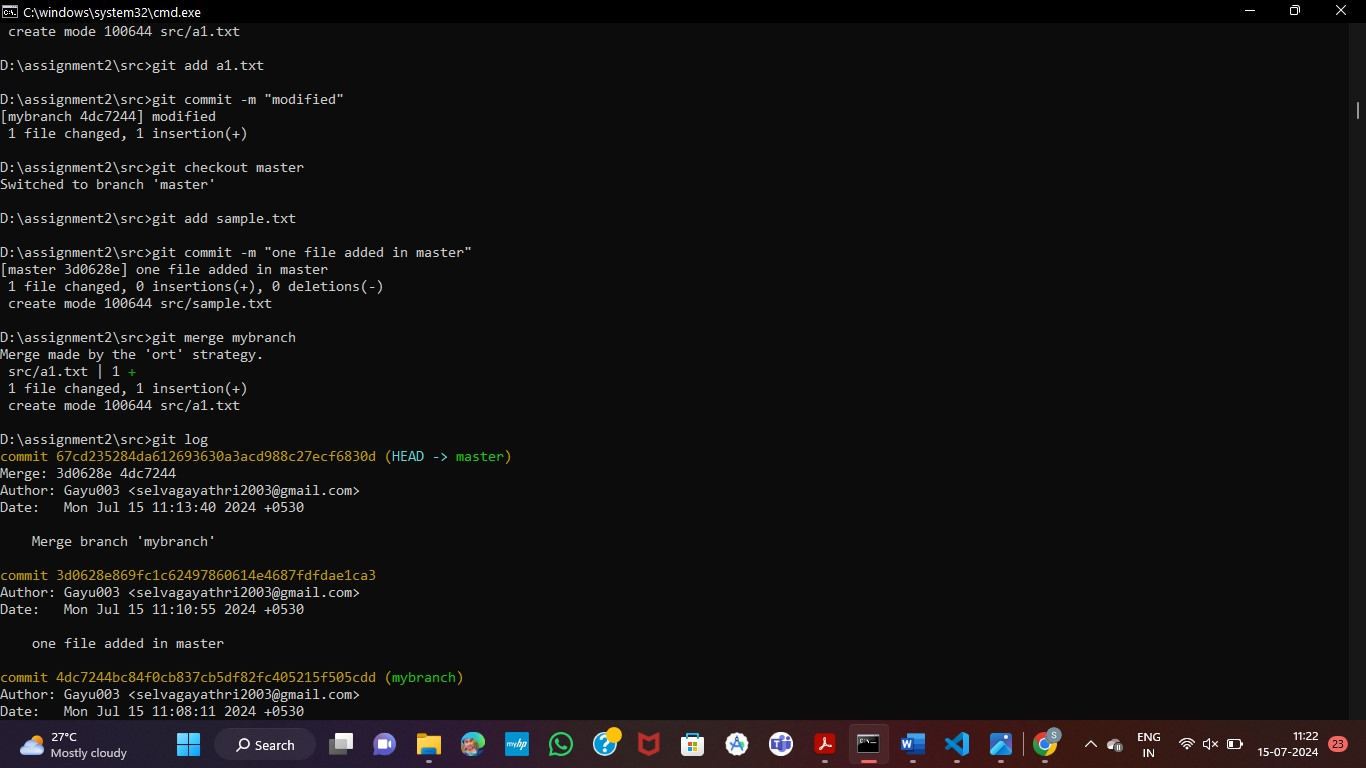 C:\windows\system32\cmd.exe
 create mode 100644 src/a1.txt
D:\assignment2\src>git add a1.txt
D:\assignment2\src>git commit -m "modified"
[mybranch 4dc7244] modified
 1 file changed, 1 insertion(+)
D:\assignment2\src>git checkout master
Switched to branch 'master'
D:\assignment2\src>git add sample.txt
D:\assignment2\src>git commit -m "one file added in master"
[master 3d0628e] one file added in master
 1 file changed, 0 insertions(+), 0 deletions(-)
 create mode 100644 src/sample.txt
D:\assignment2\src>git merge mybranch
Merge made by the 'ort' strategy.
 src/a1.txt | 1 +
 1 file changed, 1 insertion(+)
 create mode 100644 src/a1.txt
D:\assignment2\src>git log
commit 67cd235284da612693630a3acd988c27ecf6830d (HEAD -> master)
Merge: 3d0628e 4dc7244
Author: Gayu003 <selvagayathri2003@gmail.com>
Date:   Mon Jul 15 11:13:40 2024 +0530
    Merge branch 'mybranch'
commit 3d0628e869fc1c62497860614e4687fdfdae1ca3
Author: Gayu003 <selvagayathri2003@gmail.com>
Date:   Mon Jul 15 11:10:55 2024 +0530
    one file added in master
commit 4dc7244bc84f0cb837cb5df82fc405215f505cdd (mybranch)
Author: Gayu003 <selvagayathri2003@gmail.com>
Date:   Mon Jul 15 11:08:11 2024 +0530
27°C
Mostly cloudy
Search
myhp
S
ENG
IN
11:22
15-07-2024
23